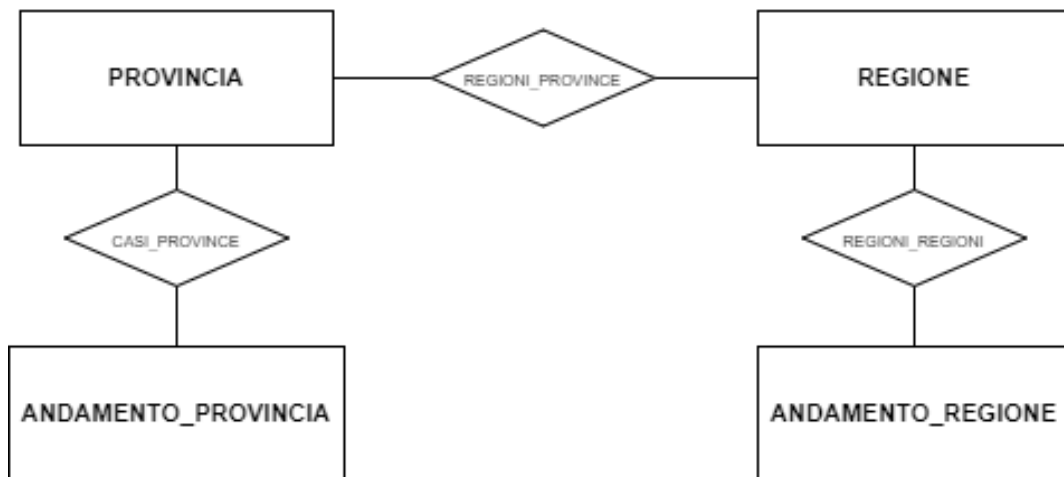 PROVINCIA
REGIONI_PROVINCE
REGIONE
CASI_PROVINCE
REGIONI_REGIONI
ANDAMENTO_PROVINCIA
ANDAMENTO_REGIONE